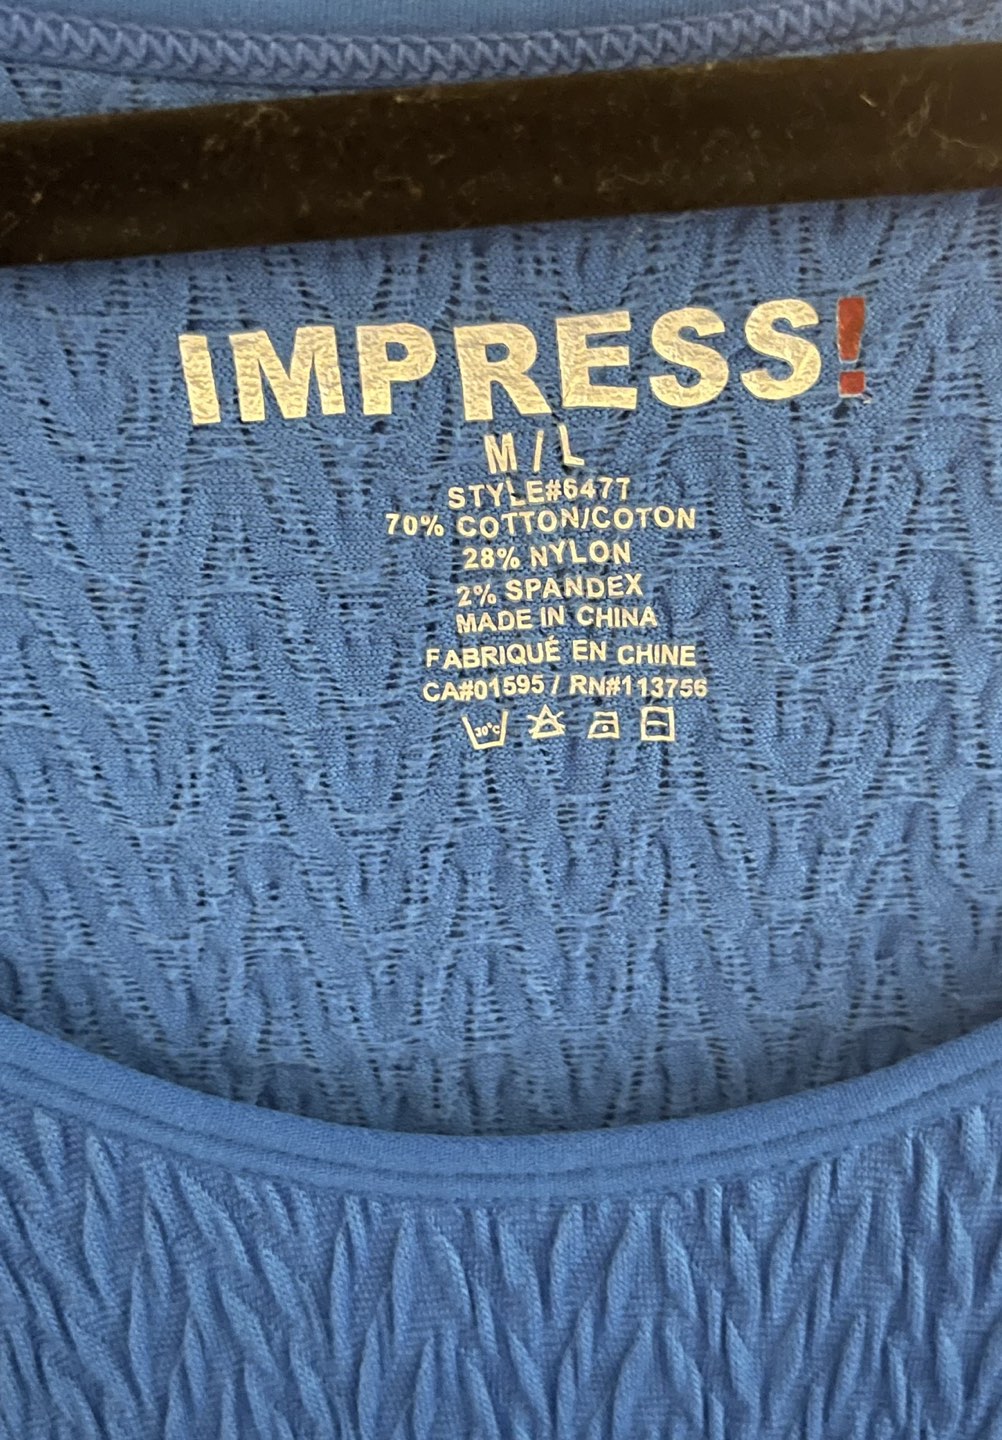 IMPRESS!
M / L
STYLE#6477
70% COTTON/COTON
28% NYLON
2% SPANDEX
MADE IN CHINA
FABRIQUÉ EN CHINE
CA#01595 / RN#113756
30°C